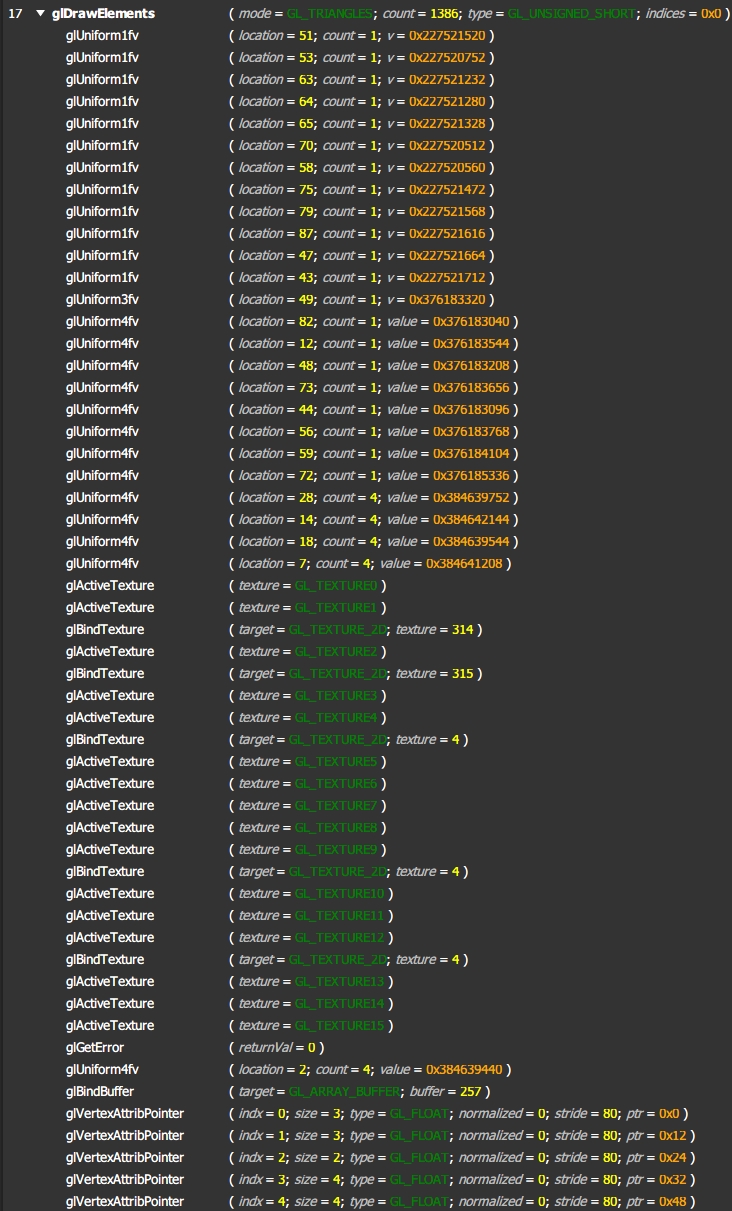 17 ▼ glDrawElements ( mode = GL_TRIANGLES; count = 1386; type = GL_UNSIGNED_SHORT; indices = 0x0 )
glUniform1fv ( location = 51; count = 1; v = 0x227521520 )
glUniform1fv ( location = 53; count = 1; v = 0x227520752 )
glUniform1fv ( location = 63; count = 1; v = 0x227521232 )
glUniform1fv ( location = 64; count = 1; v = 0x227521280 )
glUniform1fv ( location = 65; count = 1; v = 0x227521328 )
glUniform1fv ( location = 70; count = 1; v = 0x227520512 )
glUniform1fv ( location = 58; count = 1; v = 0x227520560 )
glUniform1fv ( location = 75; count = 1; v = 0x227521472 )
glUniform1fv ( location = 79; count = 1; v = 0x227521568 )
glUniform1fv ( location = 87; count = 1; v = 0x227521616 )
glUniform1fv ( location = 47; count = 1; v = 0x227521664 )
glUniform1fv ( location = 43; count = 1; v = 0x227521712 )
glUniform3fv ( location = 49; count = 1; v = 0x376183320 )
glUniform4fv ( location = 82; count = 1; value = 0x376183040 )
glUniform4fv ( location = 12; count = 1; value = 0x376183544 )
glUniform4fv ( location = 48; count = 1; value = 0x376183208 )
glUniform4fv ( location = 73; count = 1; value = 0x376183656 )
glUniform4fv ( location = 44; count = 1; value = 0x376183096 )
glUniform4fv ( location = 56; count = 1; value = 0x376183768 )
glUniform4fv ( location = 59; count = 1; value = 0x376184104 )
glUniform4fv ( location = 72; count = 1; value = 0x376185336 )
glUniform4fv ( location = 28; count = 4; value = 0x384639752 )
glUniform4fv ( location = 14; count = 4; value = 0x384642144 )
glUniform4fv ( location = 18; count = 4; value = 0x384639544 )
glUniform4fv ( location = 7; count = 4; value = 0x384641208 )
glActiveTexture ( texture = GL_TEXTURE0 )
glActiveTexture ( texture = GL_TEXTURE1 )
glBindTexture ( target = GL_TEXTURE_2D; texture = 314 )
glActiveTexture ( texture = GL_TEXTURE2 )
glBindTexture ( target = GL_TEXTURE_2D; texture = 315 )
glActiveTexture ( texture = GL_TEXTURE3 )
glActiveTexture ( texture = GL_TEXTURE4 )
glBindTexture ( target = GL_TEXTURE_2D; texture = 4 )
glActiveTexture ( texture = GL_TEXTURE5 )
glActiveTexture ( texture = GL_TEXTURE6 )
glActiveTexture ( texture = GL_TEXTURE7 )
glActiveTexture ( texture = GL_TEXTURE8 )
glActiveTexture ( texture = GL_TEXTURE9 )
glBindTexture ( target = GL_TEXTURE_2D; texture = 4 )
glActiveTexture ( texture = GL_TEXTURE10 )
glActiveTexture ( texture = GL_TEXTURE11 )
glActiveTexture ( texture = GL_TEXTURE12 )
glBindTexture ( target = GL_TEXTURE_2D; texture = 4 )
glActiveTexture ( texture = GL_TEXTURE13 )
glActiveTexture ( texture = GL_TEXTURE14 )
glActiveTexture ( texture = GL_TEXTURE15 )
glGetError ( returnVal = 0 )
glUniform4fv ( location = 2; count = 4; value = 0x384639440 )
glBindBuffer ( target = GL_ARRAY_BUFFER; buffer = 257 )
glVertexAttribPointer ( indx = 0; size = 3; type = GL_FLOAT; normalized = 0; stride = 80; ptr = 0x0 )
glVertexAttribPointer ( indx = 1; size = 3; type = GL_FLOAT; normalized = 0; stride = 80; ptr = 0x12 )
glVertexAttribPointer ( indx = 2; size = 2; type = GL_FLOAT; normalized = 0; stride = 80; ptr = 0x24 )
glVertexAttribPointer ( indx = 3; size = 4; type = GL_FLOAT; normalized = 0; stride = 80; ptr = 0x32 )
glVertexAttribPointer ( indx = 4; size = 4; type = GL_FLOAT; normalized = 0; stride = 80; ptr = 0x48 )